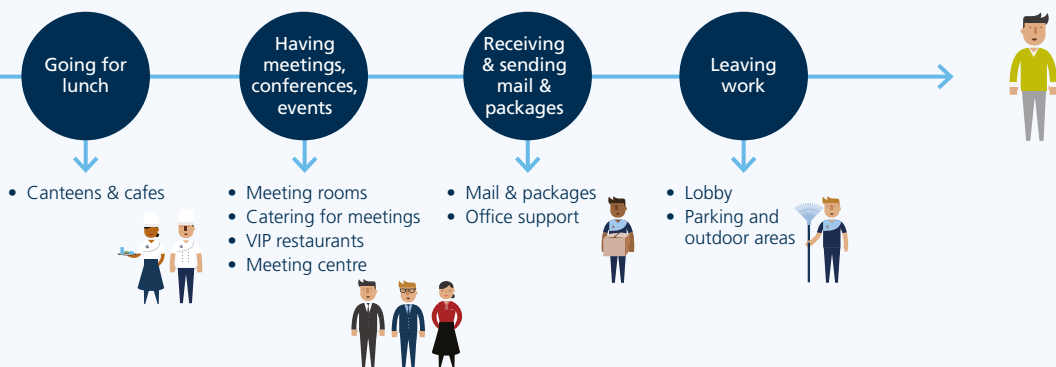 Going for
lunch
Having
meetings,
conferences,
events
Receiving
& sending
mail &
packages
Leaving
work
• Canteens & cafes
• Meeting rooms
• Catering for meetings
• VIP restaurants
• Meeting centre
• Mail & packages
• Office support
• Lobby
• Parking and
outdoor areas